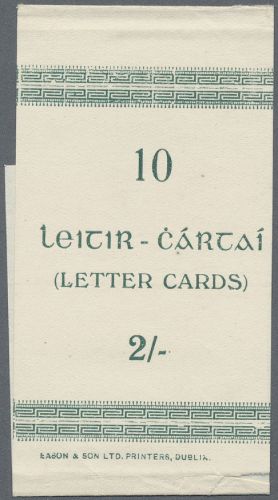 10
Leitir - Ċártaí
(LETTER CARDS)
2/-
EASON & SON LTD. PRINTERS, DUBLIN.